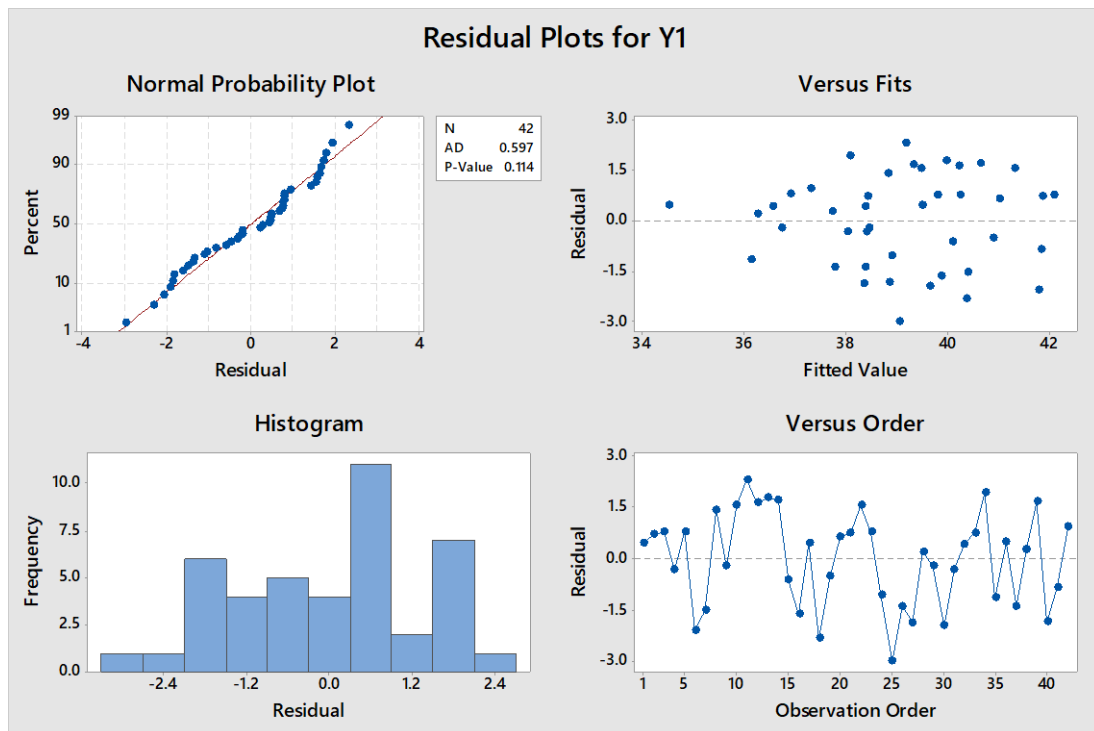 Residual Plots for Y1
Normal Probability Plot
99
90
50
10
1
Percent
-4
-2
0
2
4
Residual
N 42
AD 0.597
P-Value 0.114
Versus Fits
3.0
1.5
0.0
-1.5
-3.0
Residual
34
36
38
40
42
Fitted Value
Histogram
10.0
7.5
5.0
2.5
0.0
Frequency
-2.4
-1.2
0.0
1.2
2.4
Residual
Versus Order
3.0
1.5
0.0
-1.5
-3.0
Residual
1
5
10
15
20
25
30
35
40
Observation Order